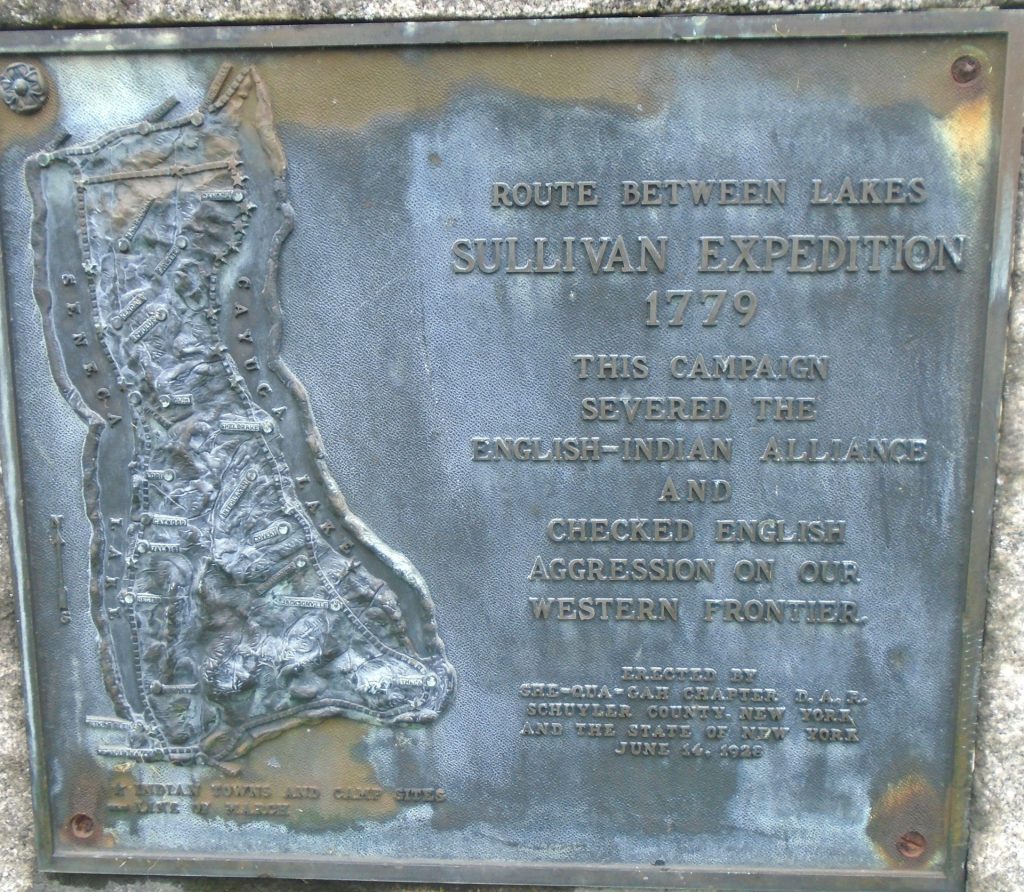 ROUTE BETWEEN LAKES
SULLIVAN EXPEDITION
1779
THIS CAMPAIGN
SEVERED THE
ENGLISH-INDIAN ALLIANCE
AND
CHECKED ENGLISH
AGGRESSION ON OUR
WESTERN FRONTIER.
ERECTED BY
SHE-QUA-GAH CHAPTER D.A.R.
SCHUYLER COUNTY, NEW YORK
AND THE STATE OF NEW YORK
JUNE 14, 1929
SENECA LAKE
CAYUGA LAKE
SHELDRAKE
N
S
INDIAN TOWNS AND CAMP SITES
LINE OF MARCH